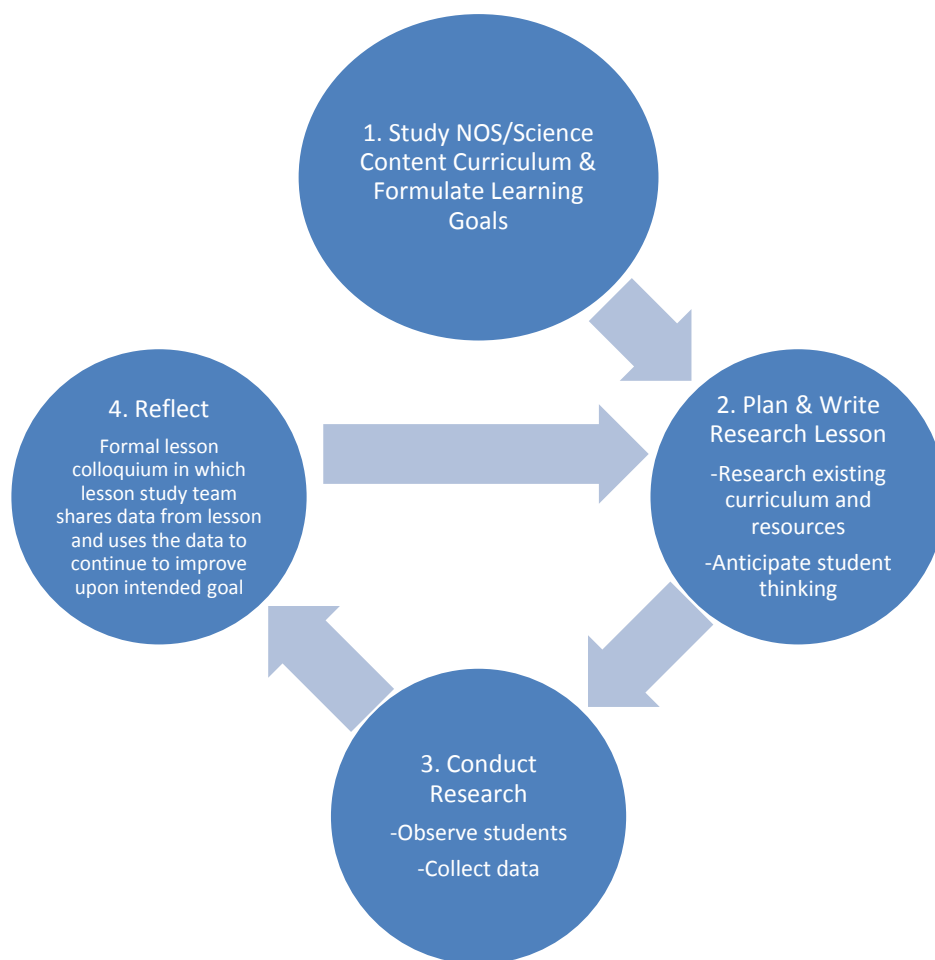 1. Study NOS/Science
Content Curriculum &
Formulate Learning
Goals
2. Plan & Write
Research Lesson
-Research existing
curriculum and
resources
-Anticipate student
thinking
3. Conduct
Research
-Observe students
-Collect data
4. Reflect
Formal lesson
colloquium in which
lesson study team
shares data from lesson
and uses the data to
continue to improve
upon intended goal